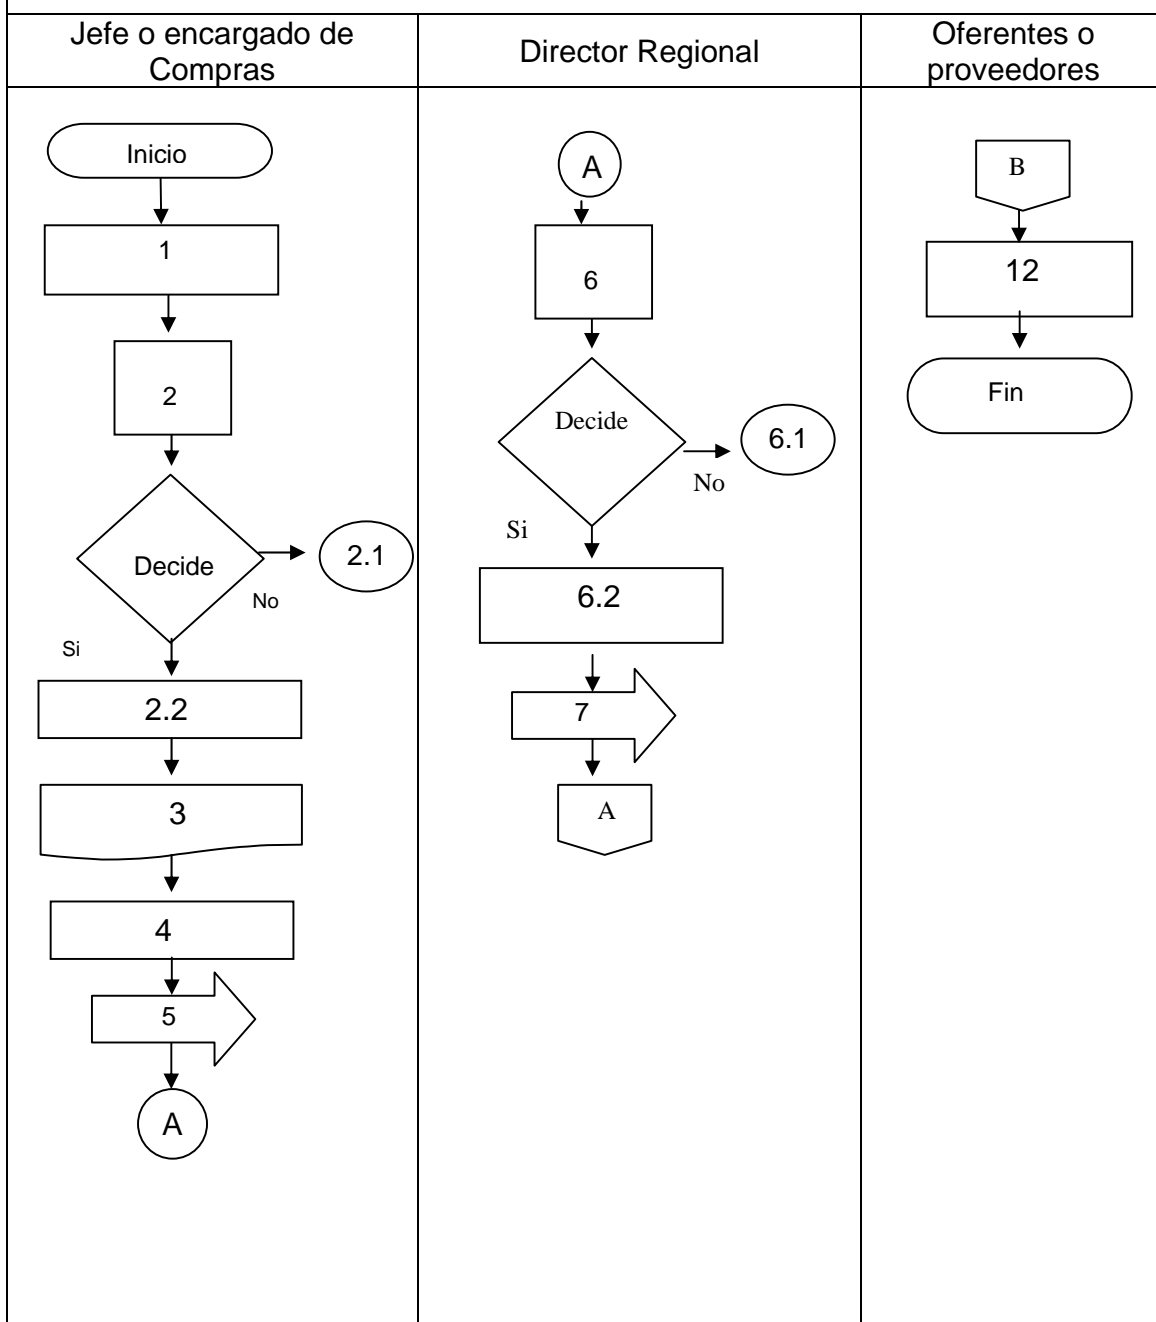 Jefe o encargado de
Compras
Director Regional
Oferentes o
proveedores
Inicio
1
2
Decide
No
2.1
Si
2.2
3
4
5
A
A
6
Decide
No
6.1
Si
6.2
7
A
B
12
Fin